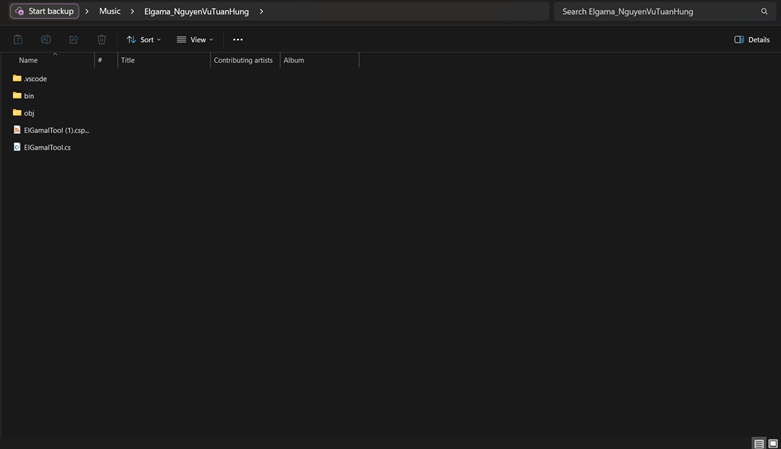 Start backup > Music > Elgama_NguyenVuTuanHung >
Search Elgama_NguyenVuTuanHung
Sort View ••• Details
Name # Title Contributing artists Album
.vscode
bin
obj
ElGamalTool (1).csp...
ElGamalTool.cs